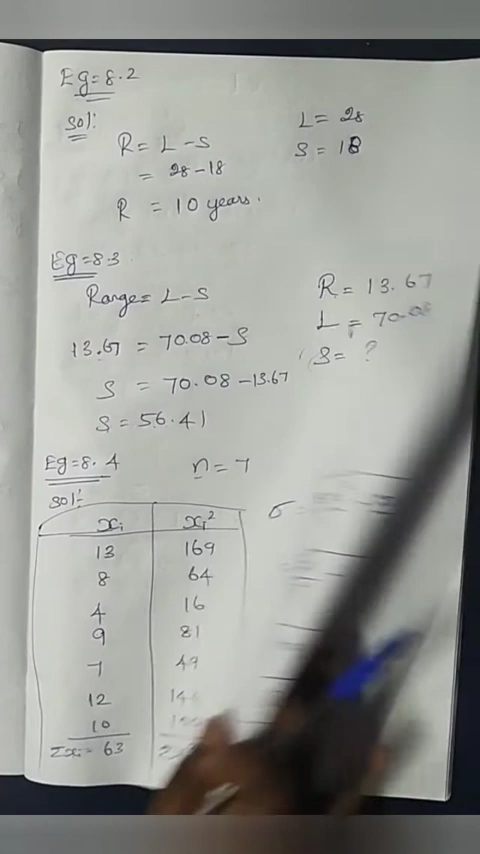 Eg=8.2
Sol:
R = L - S
L = 28
= 28 - 18
S = 18
R = 10 years.
Eg=8.3
Range = L - S
R = 13.67
13.67 = 70.08 - S
L = 70.08
S = 70.08 - 13.67
S = ?
S = 56.41
Eg=8.4 n = 7
Sol:
xi xi²
σ =
13 169
8 64
4 16
9 81
7 49
12
10
Σxi = 63